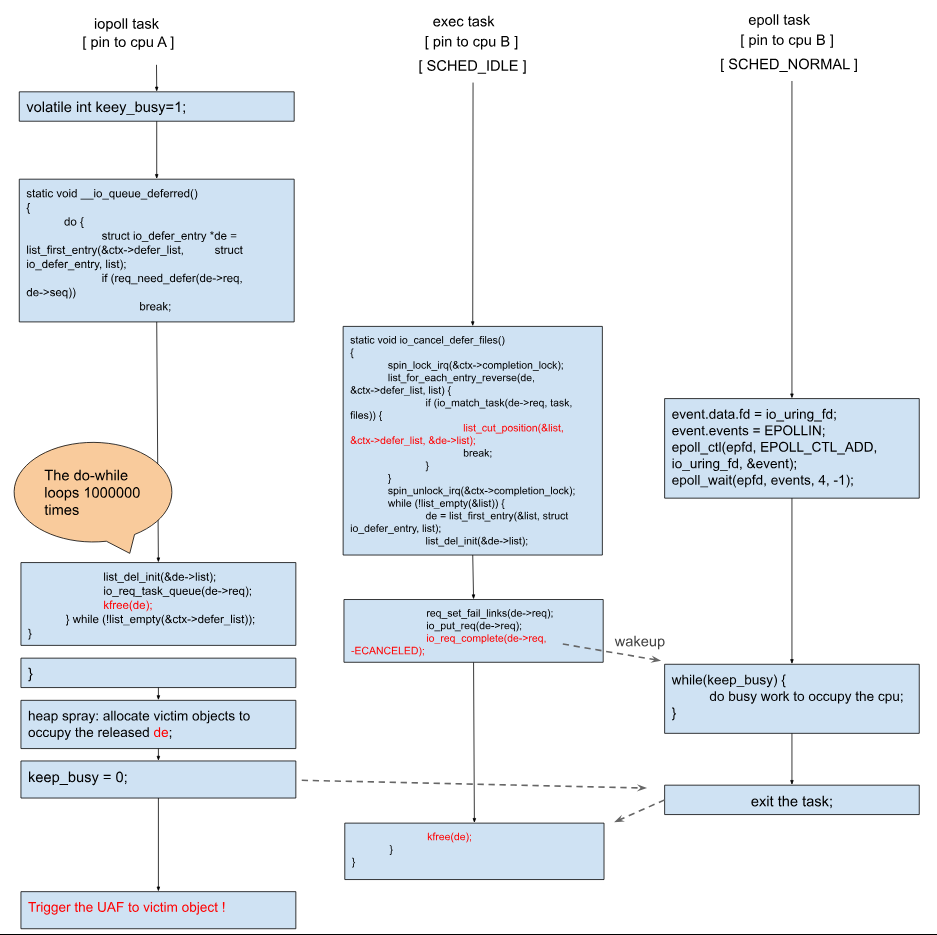 iopoll task
[ pin to cpu A ]
volatile int keey_busy=1;
static void __io_queue_deferred()
{
do {
struct io_defer_entry *de =
list_first_entry(&ctx->defer_list, struct
io_defer_entry, list);
if (req_need_defer(de->req,
de->seq))
break;
The do-while
loops 1000000
times
list_del_init(&de->list);
io_req_task_queue(de->req);
kfree(de);
} while (!list_empty(&ctx->defer_list));
}
}
heap spray: allocate victim objects to
occupy the released de;
keep_busy = 0;
Trigger the UAF to victim object !
exec task
[ pin to cpu B ]
[ SCHED_IDLE ]
static void io_cancel_defer_files()
{
spin_lock_irq(&ctx->completion_lock);
list_for_each_entry_reverse(de,
&ctx->defer_list, list) {
if (io_match_task(de->req, task,
files)) {
list_cut_position(&list,
&ctx->defer_list, &de->list);
break;
}
}
spin_unlock_irq(&ctx->completion_lock);
while (!list_empty(&list)) {
de = list_first_entry(&list, struct
io_defer_entry, list);
list_del_init(&de->list);
req_set_fail_links(de->req);
io_put_req(de->req);
io_req_complete(de->req,
-ECANCELED);
wakeup
kfree(de);
}
}
epoll task
[ pin to cpu B ]
[ SCHED_NORMAL ]
event.data.fd = io_uring_fd;
event.events = EPOLLIN;
epoll_ctl(epfd, EPOLL_CTL_ADD,
io_uring_fd, &event);
epoll_wait(epfd, events, 4, -1);
while(keep_busy) {
do busy work to occupy the cpu;
}
exit the task;